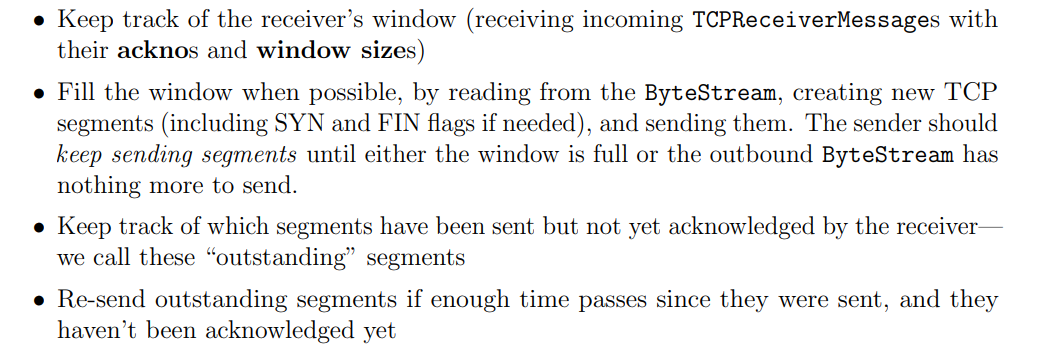 • Keep track of the receiver's window (receiving incoming TCPReceiverMessages with
their acknos and window sizes)
• Fill the window when possible, by reading from the ByteStream, creating new TCP
segments (including SYN and FIN flags if needed), and sending them. The sender should
keep sending segments until either the window is full or the outbound ByteStream has
nothing more to send.
• Keep track of which segments have been sent but not yet acknowledged by the receiver—
we call these “outstanding” segments
• Re-send outstanding segments if enough time passes since they were sent, and they
haven't been acknowledged yet